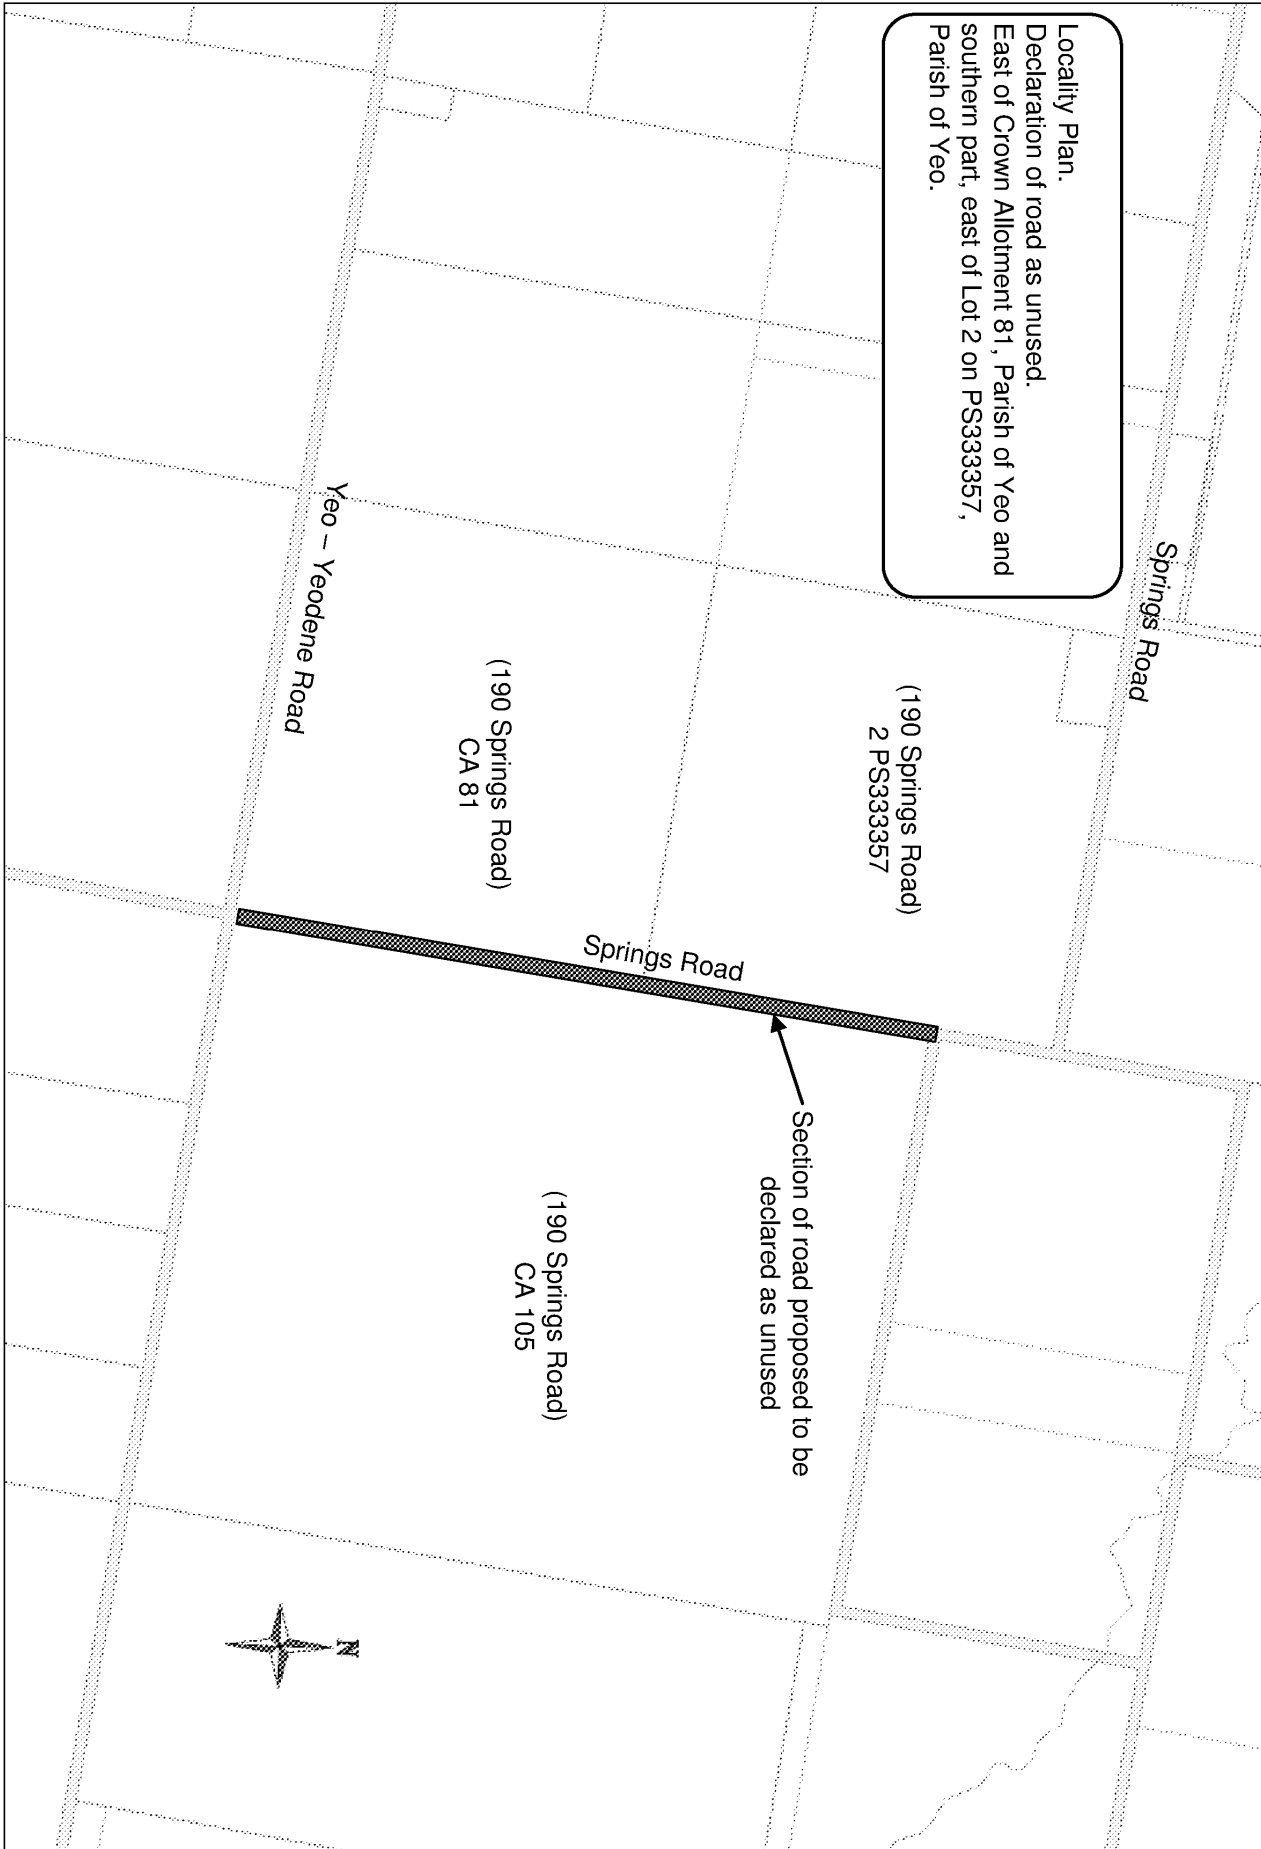 Locality Plan.
Declaration of road as unused.
East of Crown Allotment 81, Parish of Yeo and
southern part, east of Lot 2 on PS333357,
Parish of Yeo.
Springs Road
(190 Springs Road)
2 PS333357
Section of road proposed to be
declared as unused
Springs Road
(190 Springs Road)
CA 81
(190 Springs Road)
CA 105
Yeo – Yeodene Road
N